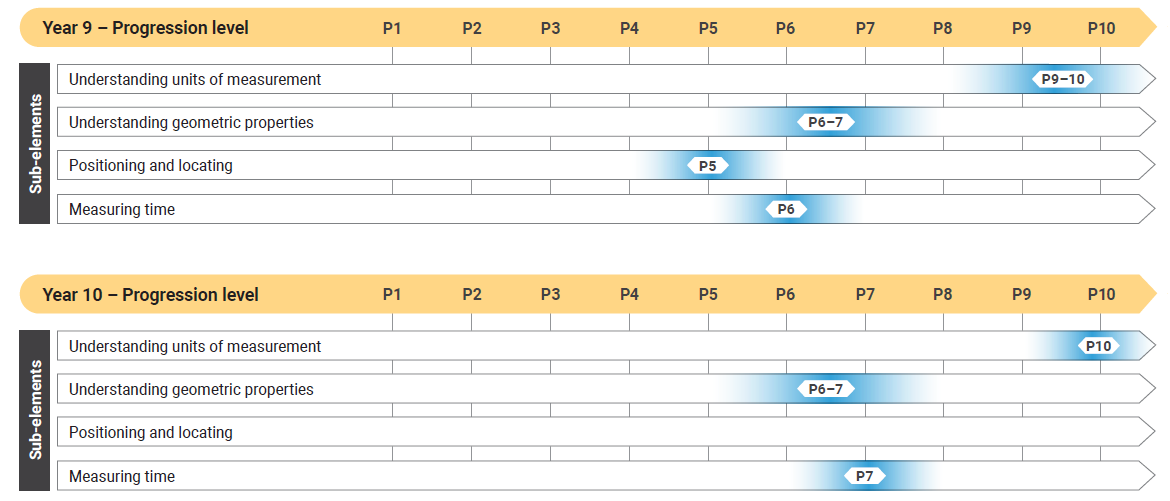 Year 9 – Progression level P1 P2 P3 P4 P5 P6 P7 P8 P9 P10
Sub-elements
Understanding units of measurement P9–10
Understanding geometric properties P6–7
Positioning and locating P5
Measuring time P6
Year 10 – Progression level P1 P2 P3 P4 P5 P6 P7 P8 P9 P10
Sub-elements
Understanding units of measurement P10
Understanding geometric properties P6–7
Positioning and locating
Measuring time P7